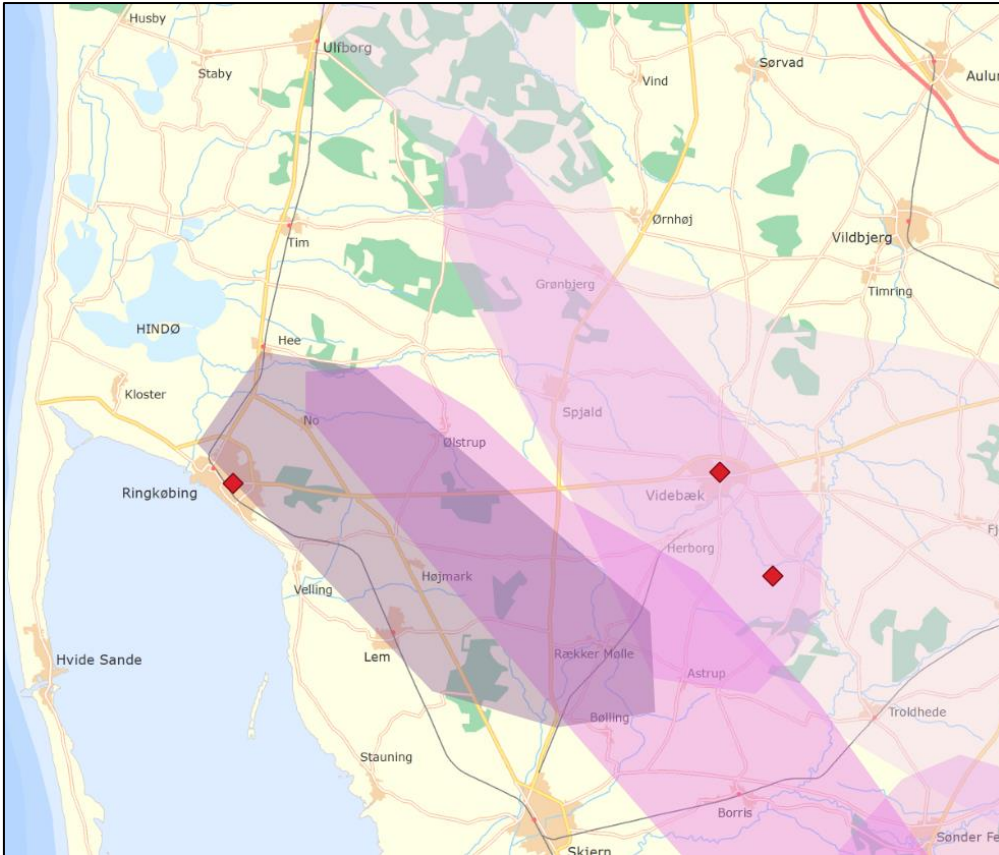 Husby
Ulfborg
Staby
Sørvad
Vind
Aulum
Ørnhøj
Tim
Vildbjerg
Grønbjerg
Timring
HINDØ
Hee
Kloster
Spjald
No
Ølstrup
Ringkøbing
Videbæk
Fj
Herborg
Højmark
Velling
Hvide Sande
Lem
Rækker Mølle
Astrup
Troldhede
Bølling
Stauning
Borris
Sønder Fe
Skjern